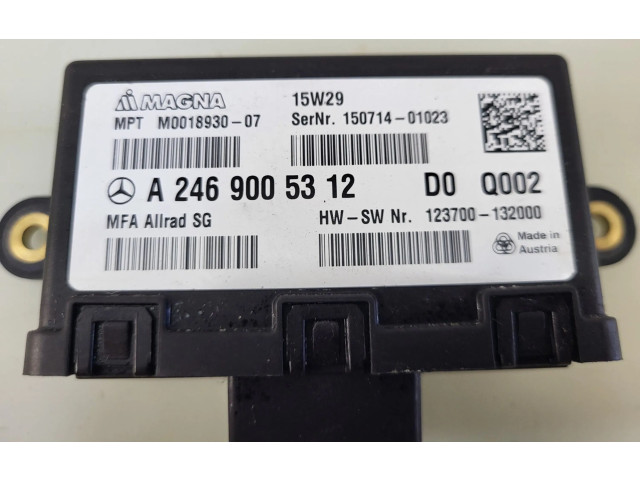 MAGNA 15W29
MPT M0018930-07 SerNr. 150714-01023
A 246 900 53 12 D0 Q002
MFA Allrad SG HW-SW Nr. 123700-132000
Made in
Austria